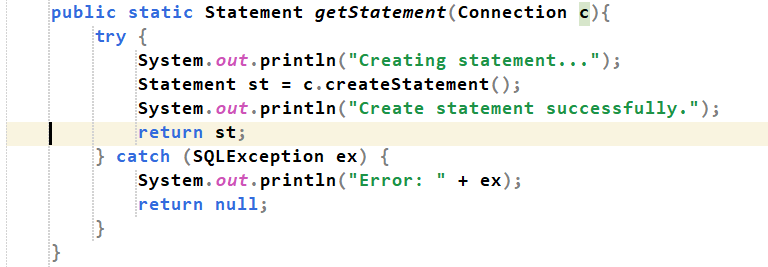 public static Statement getStatement(Connection c){
try {
System.out.println("Creating statement...");
Statement st = c.createStatement();
System.out.println("Create statement successfully.");
return st;
} catch (SQLException ex) {
System.out.println("Error: " + ex);
return null;
}
}